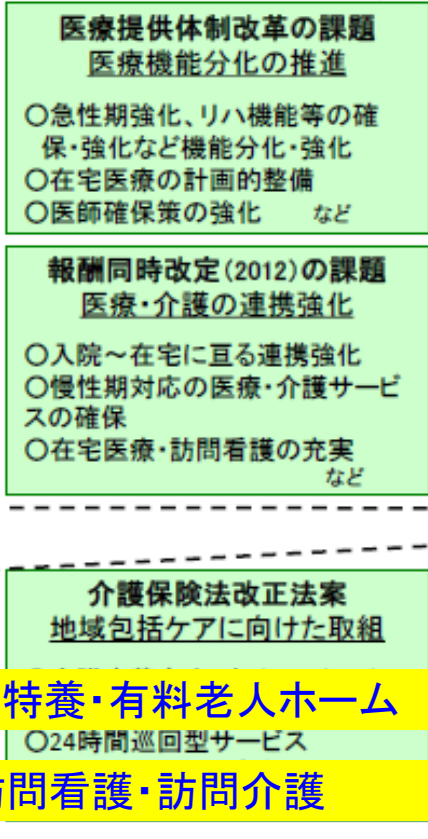 医療提供体制改革の課題
医療機能分化の推進
○急性期強化、リハ機能等の確
保・強化など機能分化・強化
○在宅医療の計画的整備
○医師確保策の強化 など
報酬同時改定(2012)の課題
医療・介護の連携強化
○入院～在宅に亘る連携強化
○慢性期対応の医療・介護サービ
スの確保
○在宅医療・訪問看護の充実
など
介護保険法改正法案
地域包括ケアに向けた取組
特養・有料老人ホーム
○24時間巡回型サービス
問看護・訪問介護